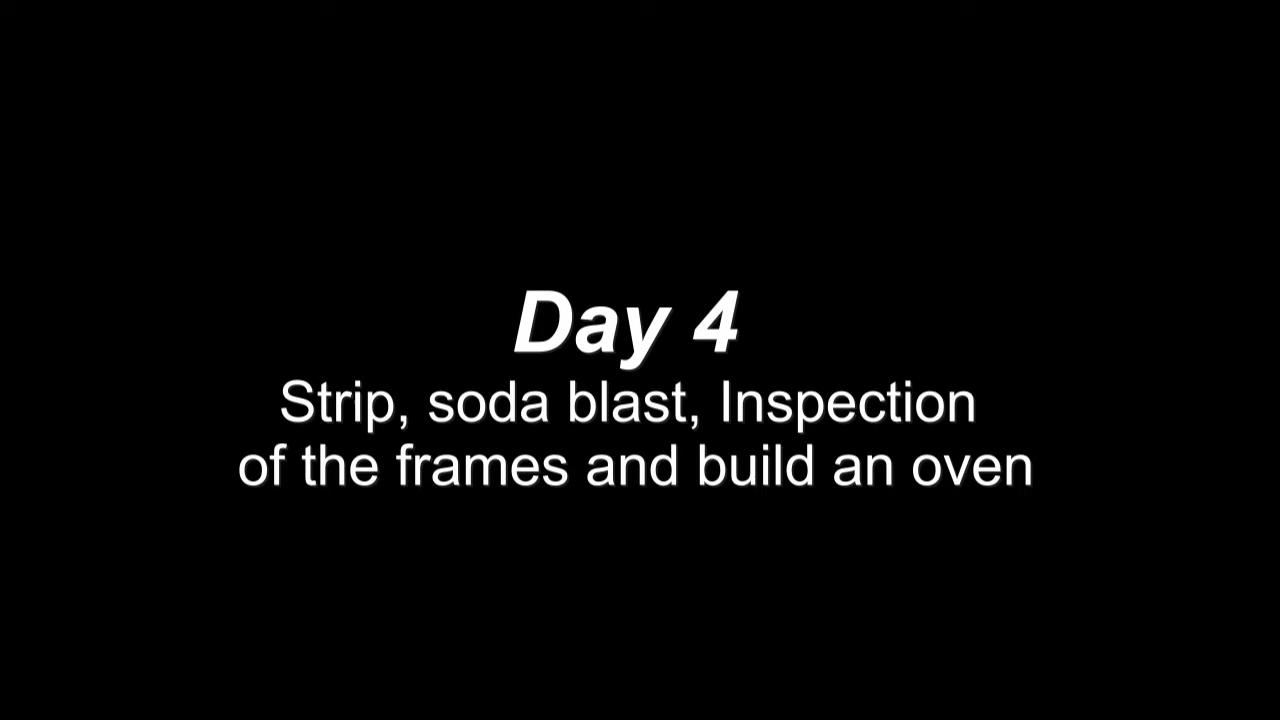 Day 4
Strip, soda blast, Inspection
of the frames and build an oven